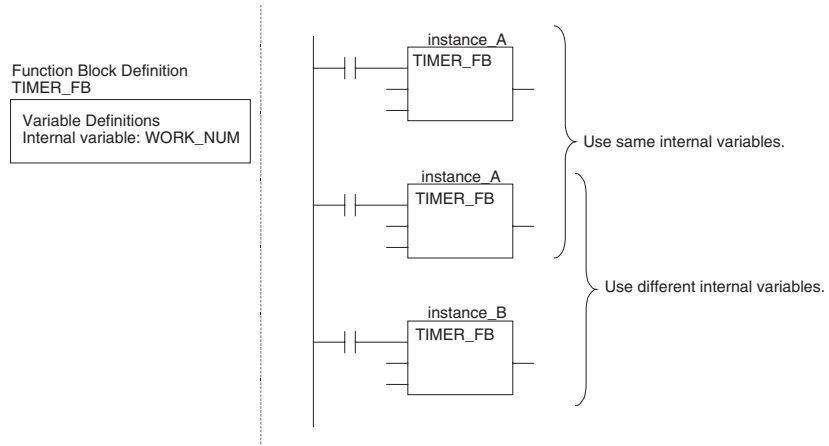 Function Block Definition
TIMER_FB
Variable Definitions
Internal variable: WORK_NUM
instance_A
TIMER_FB
Use same internal variables.
instance_A
TIMER_FB
Use different internal variables.
instance_B
TIMER_FB